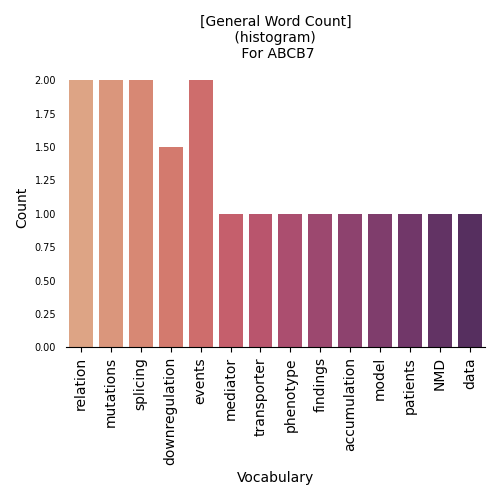 [General Word Count]
(histogram)
For ABCB7
2.00
1.75
1.50
1.25
1.00
0.75
0.50
0.25
0.00
Count
relation
mutations
splicing
downregulation
events
mediator
transporter
phenotype
findings
accumulation
model
patients
NMD
data
Vocabulary